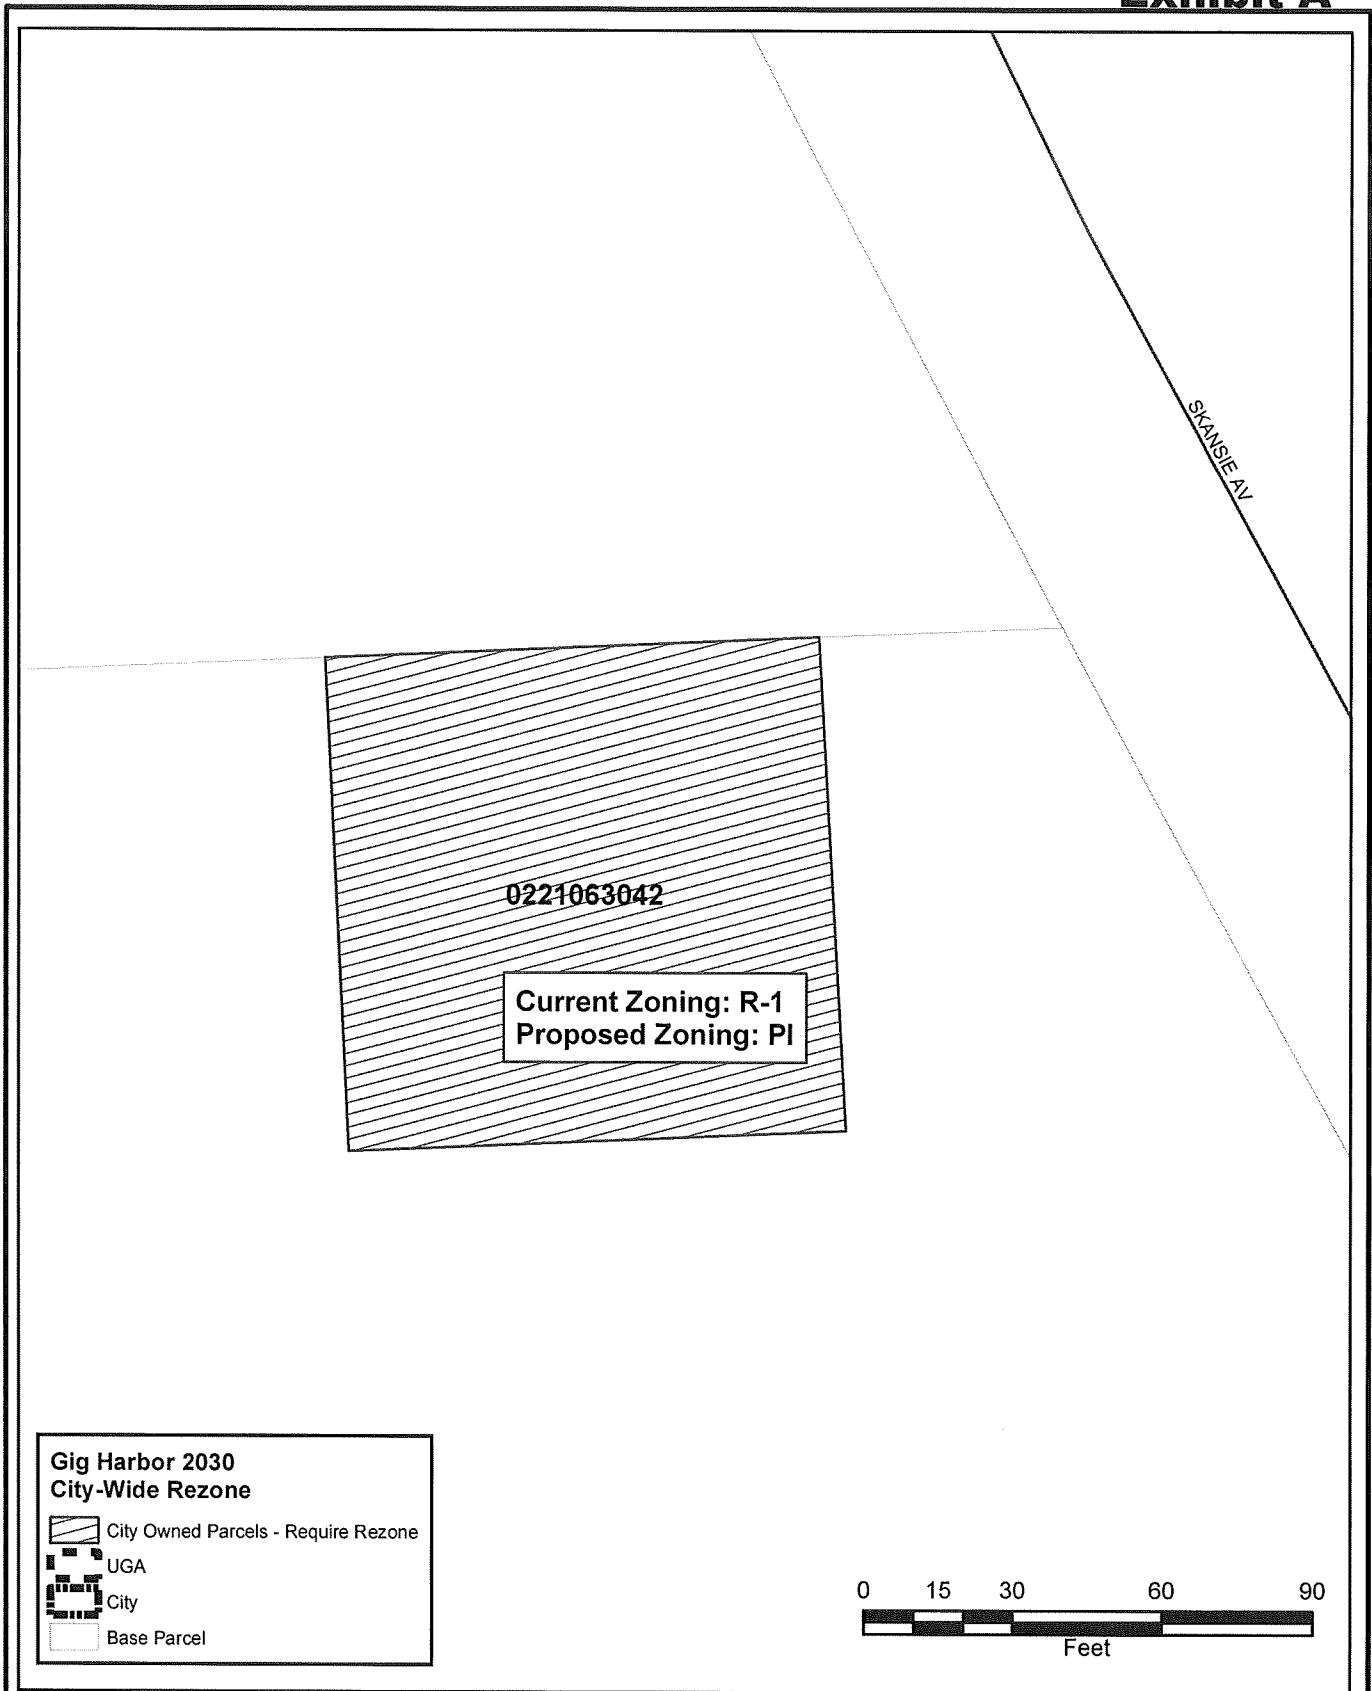 Exhibit A
SKANSIE AV
0221063042
Current Zoning: R-1
Proposed Zoning: PI
Gig Harbor 2030
City-Wide Rezone
City Owned Parcels - Require Rezone
UGA
City
Base Parcel
0 15 30 60 90
Feet